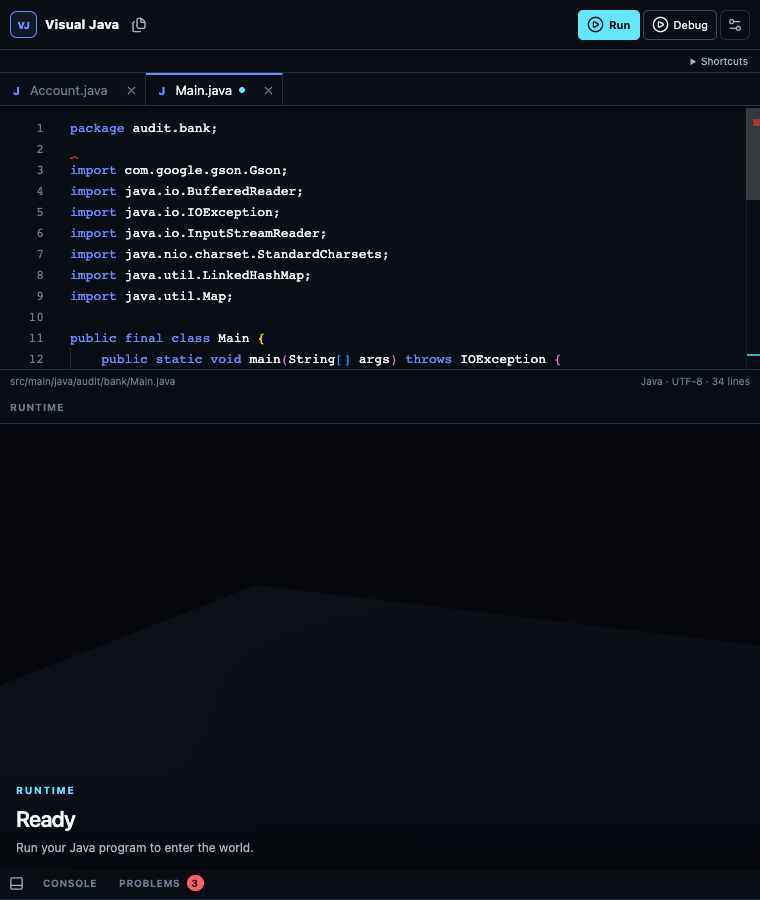 VJ Visual Java Run Debug
Shortcuts
J Account.java J Main.java
1 package audit.bank;
2
3 import com.google.gson.Gson;
4 import java.io.BufferedReader;
5 import java.io.IOException;
6 import java.io.InputStreamReader;
7 import java.nio.charset.StandardCharsets;
8 import java.util.LinkedHashMap;
9 import java.util.Map;
10
11 public final class Main {
12     public static void main(String[] args) throws IOException {
src/main/java/audit/bank/Main.java Java · UTF-8 · 34 lines
RUNTIME
RUNTIME
Ready
Run your Java program to enter the world.
CONSOLE PROBLEMS 3